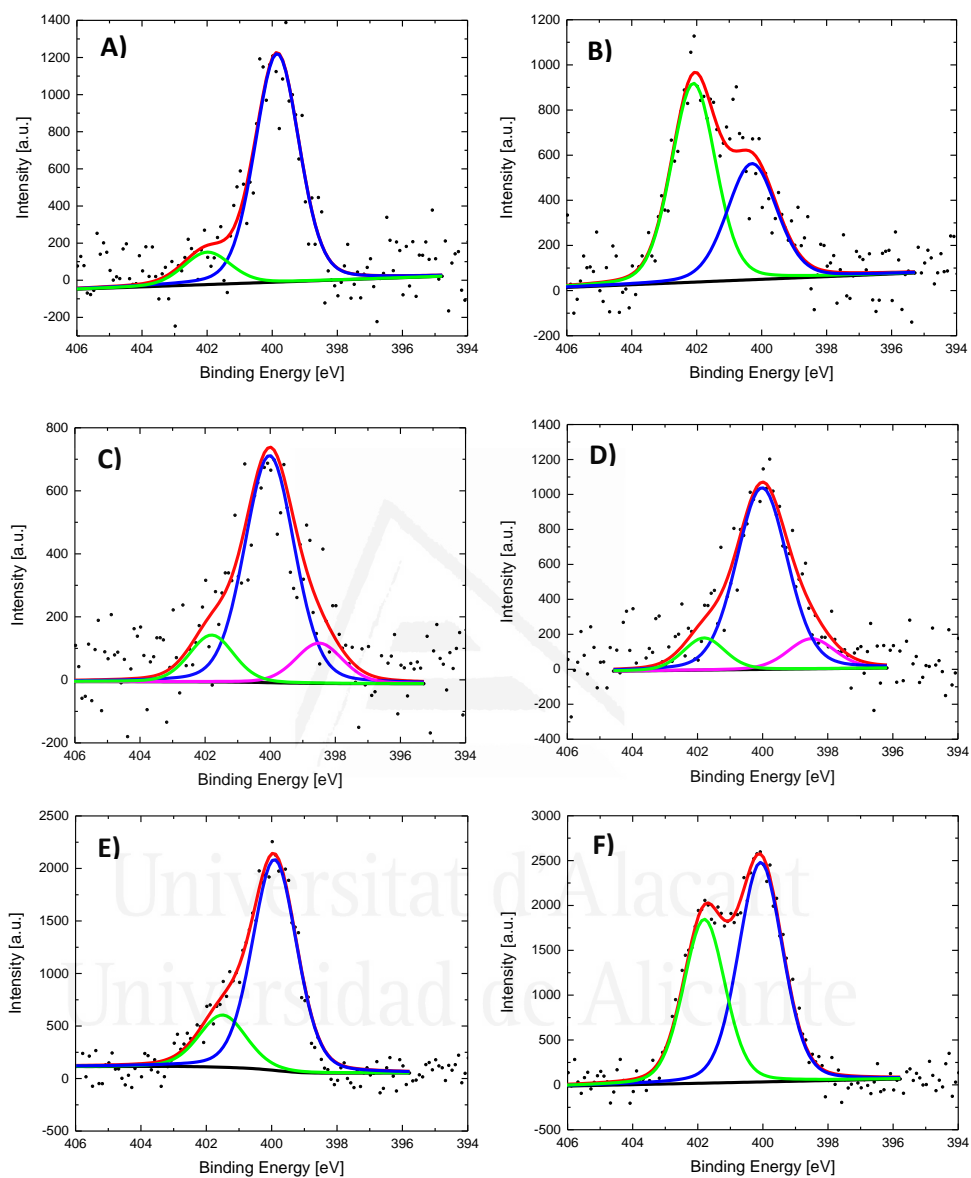 A)
B)
Intensity [a.u.]
1400
1200
1000
800
600
400
200
0
-200
406 404 402 400 398 396 394
Binding Energy [eV]
Intensity [a.u.]
1200
1000
800
600
400
200
0
-200
406 404 402 400 398 396 394
Binding Energy [eV]
C)
D)
Intensity [a.u.]
800
600
400
200
0
-200
406 404 402 400 398 396 394
Binding Energy [eV]
Intensity [a.u.]
1400
1200
1000
800
600
400
200
0
-200
-400
406 404 402 400 398 396 394
Binding Energy [eV]
E)
F)
Intensity [a.u.]
2500
2000
1500
1000
500
0
-500
406 404 402 400 398 396 394
Binding Energy [eV]
Intensity [a.u.]
3000
2500
2000
1500
1000
500
0
-500
406 404 402 400 398 396 394
Binding Energy [eV]
Universitat d'Alacant
Universidad de Alicante